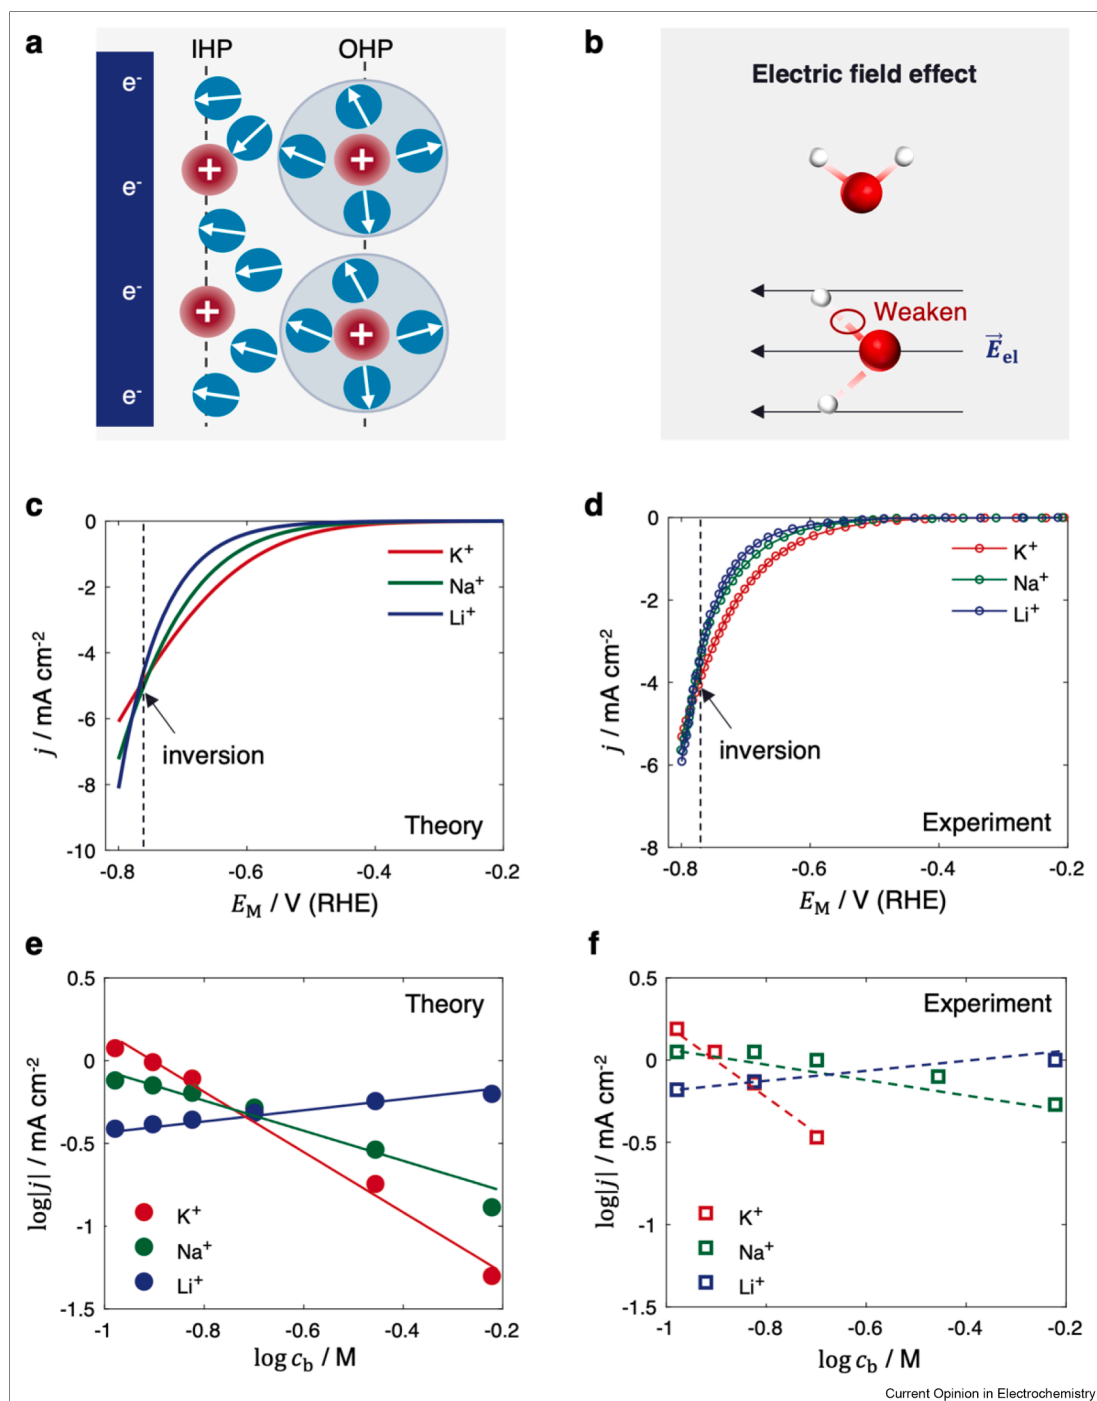 a
IHP
OHP
e⁻
e⁻
e⁻
e⁻
+
+
+
+
b
Electric field effect
Weaken
E⃗el
c
0
-2
-4
-6
-8
-10
-0.8
-0.6
-0.4
-0.2
j / mA cm⁻²
EM / V (RHE)
K⁺
Na⁺
Li⁺
inversion
Theory
d
0
-2
-4
-6
-8
-0.8
-0.6
-0.4
-0.2
j / mA cm⁻²
EM / V (RHE)
K⁺
Na⁺
Li⁺
inversion
Experiment
e
0.5
0
-0.5
-1
-1.5
-1
-0.8
-0.6
-0.4
-0.2
log|j| / mA cm⁻²
log cb / M
Theory
K⁺
Na⁺
Li⁺
f
0.5
0
-0.5
-1
-1.5
-1
-0.8
-0.6
-0.4
-0.2
log|j| / mA cm⁻²
log cb / M
Experiment
K⁺
Na⁺
Li⁺
Current Opinion in Electrochemistry